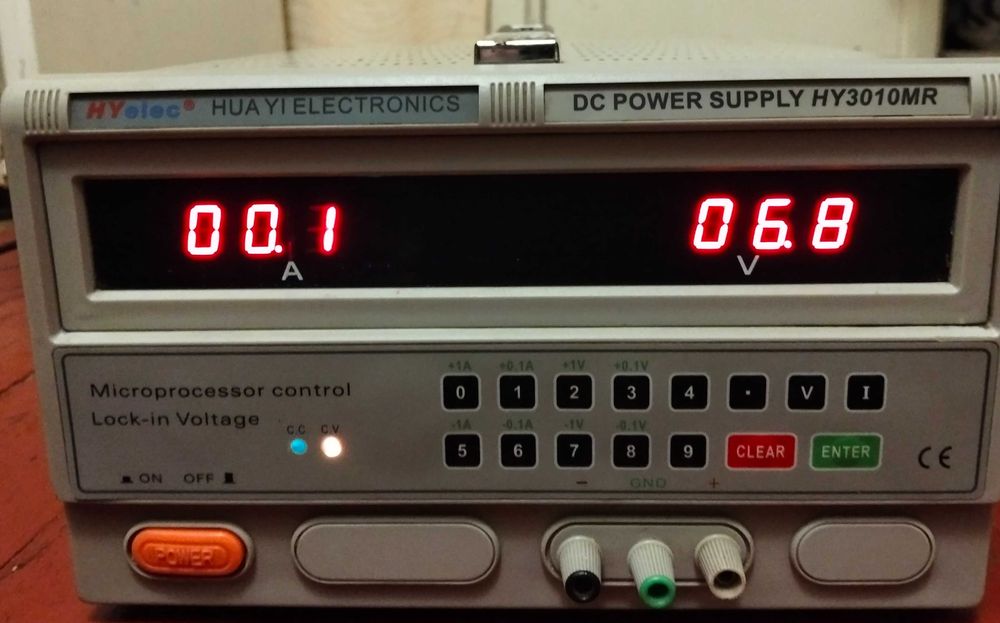 HYelec® HUAYI ELECTRONICS
DC POWER SUPPLY HY3010MR
00.1
A
06.8
V
Microprocessor control
Lock-in Voltage
C.C C.V
ON OFF
+1A +0.1A +1V +0.1V
0 1 2 3 4 . V I
-1A -0.1A -1V -0.1V
5 6 7 8 9 CLEAR ENTER
CE
- GND +
POWER